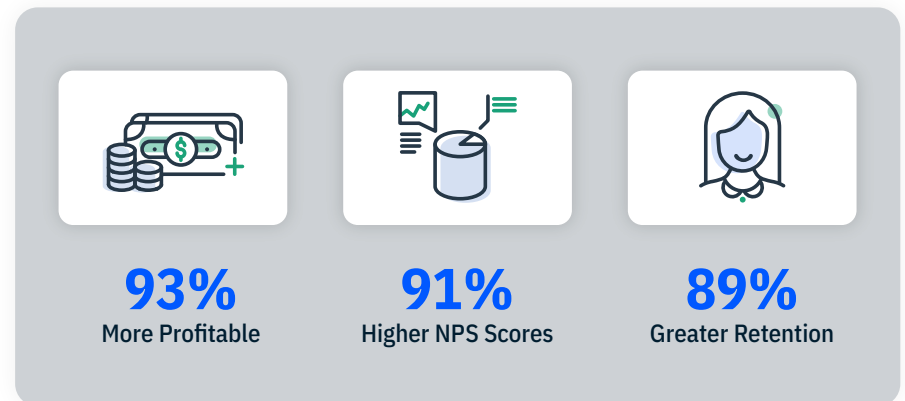 $
93%
91%
89%
More Profitable
Higher NPS Scores
Greater Retention